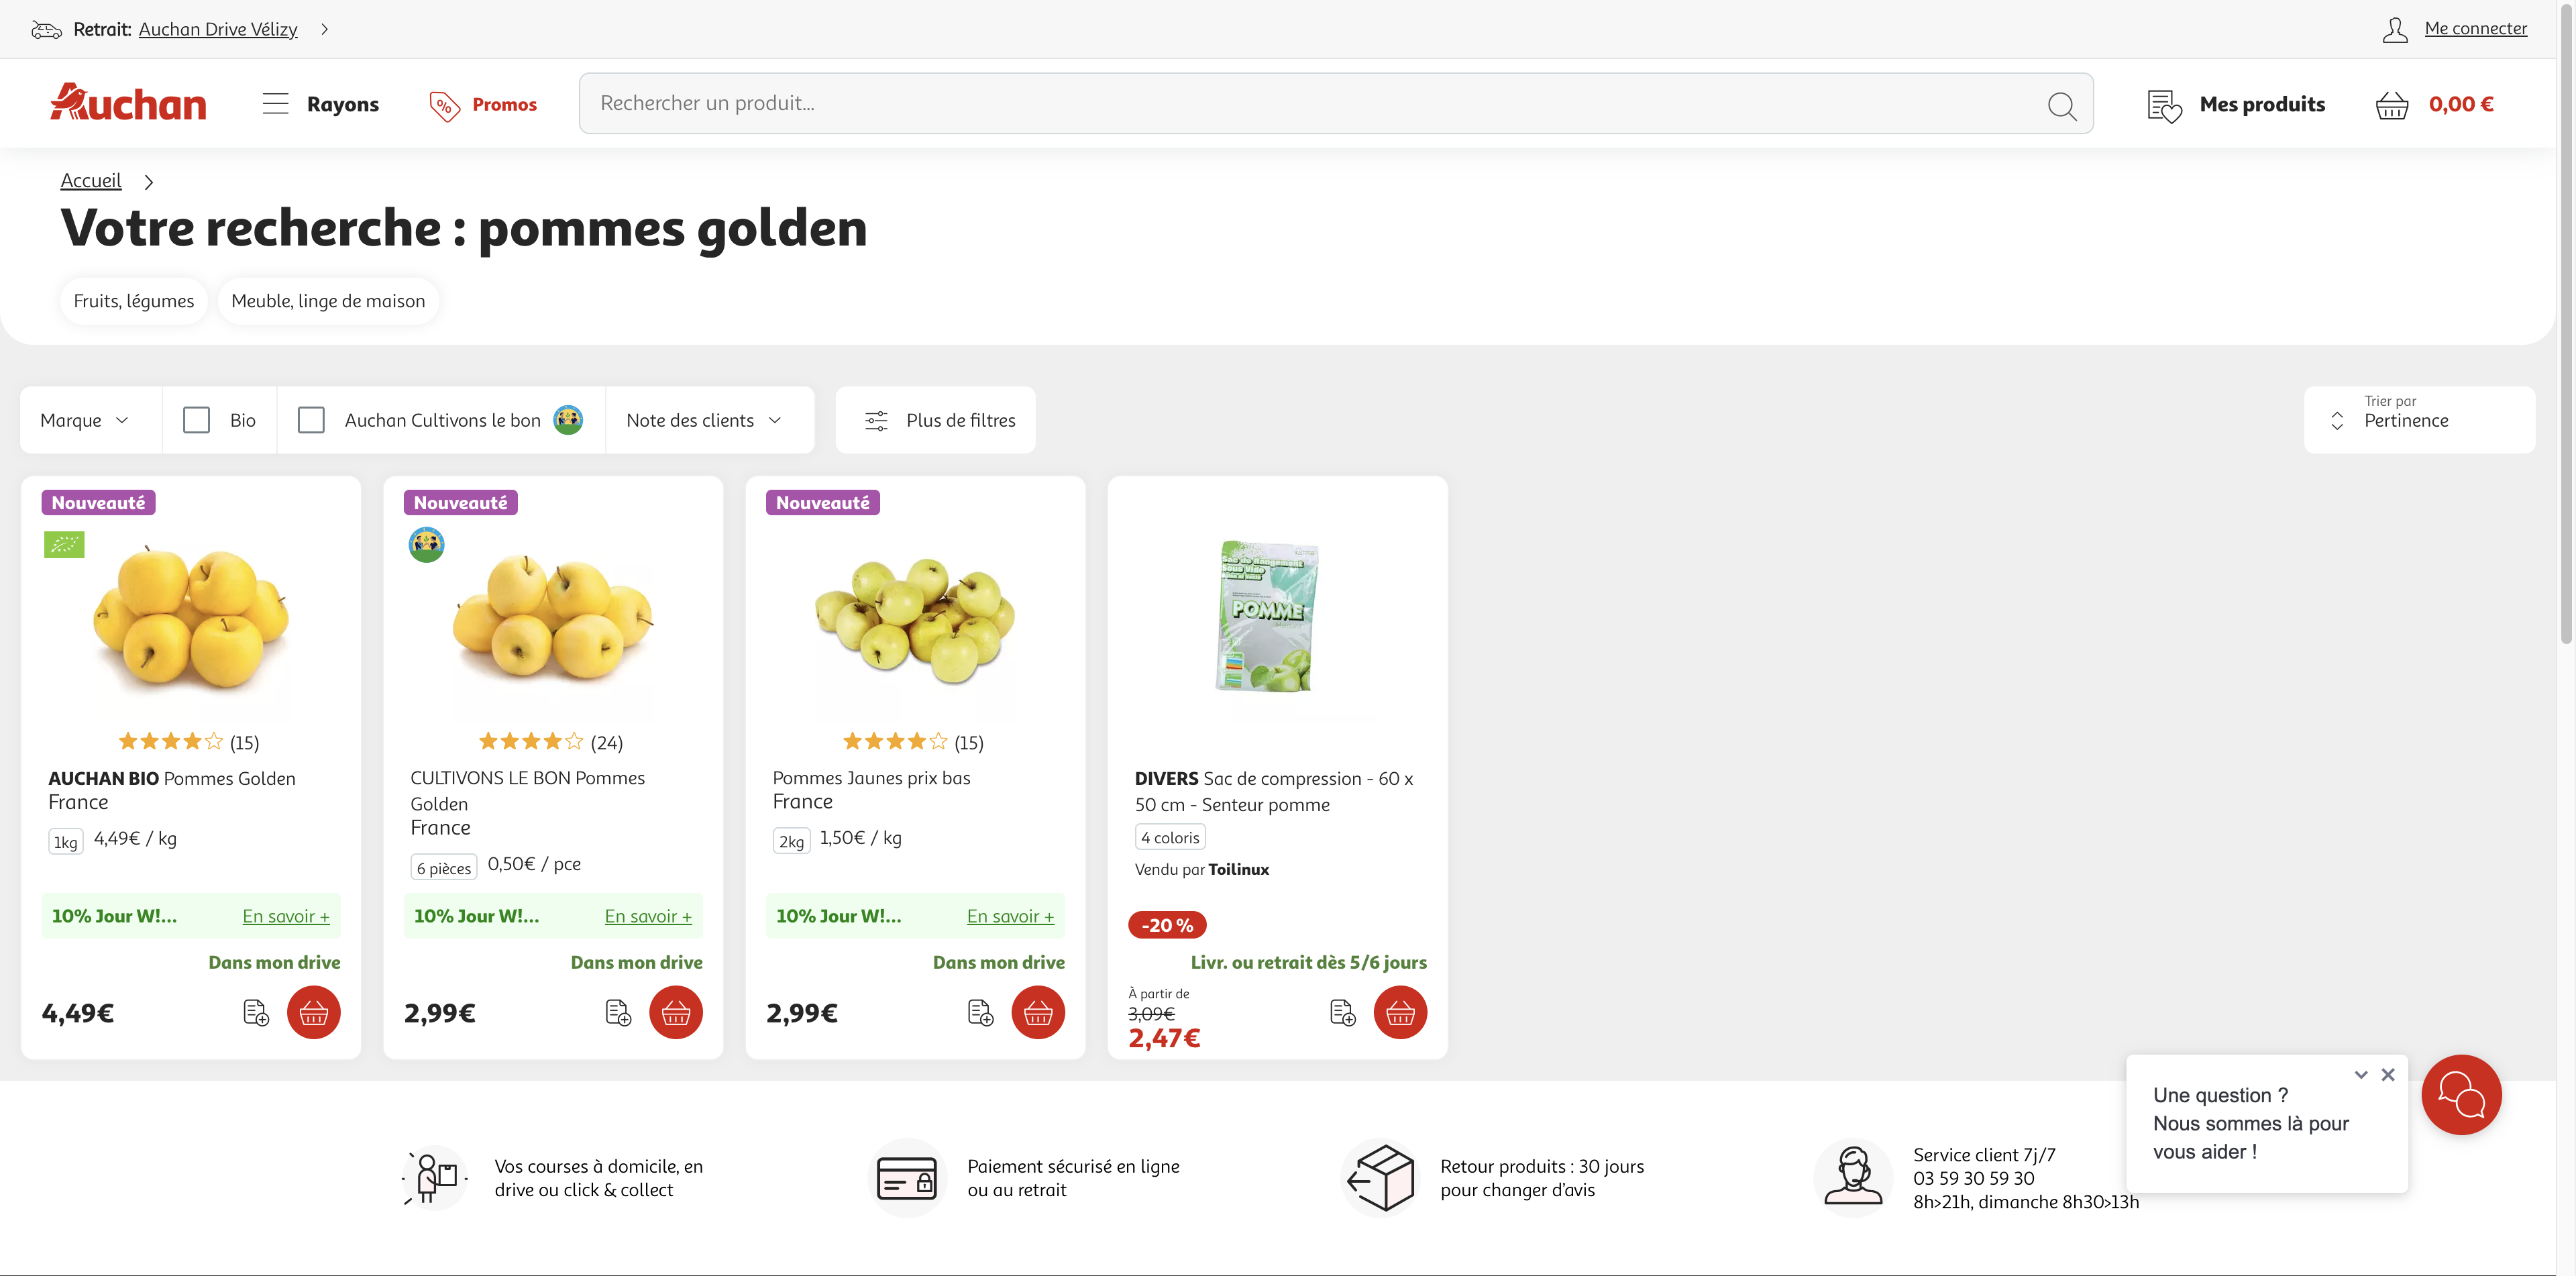 Retrait: Auchan Drive Vélizy
Me connecter
Auchan
Rayons
Promos
Rechercher un produit...
Mes produits
0,00 €
Accueil
Votre recherche : pommes golden
Fruits, légumes
Meuble, linge de maison
Marque
Bio
Auchan Cultivons le bon
Note des clients
Plus de filtres
Trier par
Pertinence
Nouveauté
(15)
AUCHAN BIO Pommes Golden
France
1kg 4,49€ / kg
10% Jour W!... En savoir +
Dans mon drive
4,49€
Nouveauté
(24)
CULTIVONS LE BON Pommes
Golden
France
6 pièces 0,50€ / pce
10% Jour W!... En savoir +
Dans mon drive
2,99€
Nouveauté
(15)
Pommes Jaunes prix bas
France
2kg 1,50€ / kg
10% Jour W!... En savoir +
Dans mon drive
2,99€
Sac de Rangement
Sous Vide
POMME
DIVERS Sac de compression - 60 x
50 cm - Senteur pomme
4 coloris
Vendu par Toilinux
-20 %
Livr. ou retrait dès 5/6 jours
À partir de
3,09€
2,47€
Une question ?
Nous sommes là pour
vous aider !
Vos courses à domicile, en
drive ou click & collect
Paiement sécurisé en ligne
ou au retrait
Retour produits : 30 jours
pour changer d'avis
Service client 7j/7
03 59 30 59 30
8h>21h, dimanche 8h30>13h